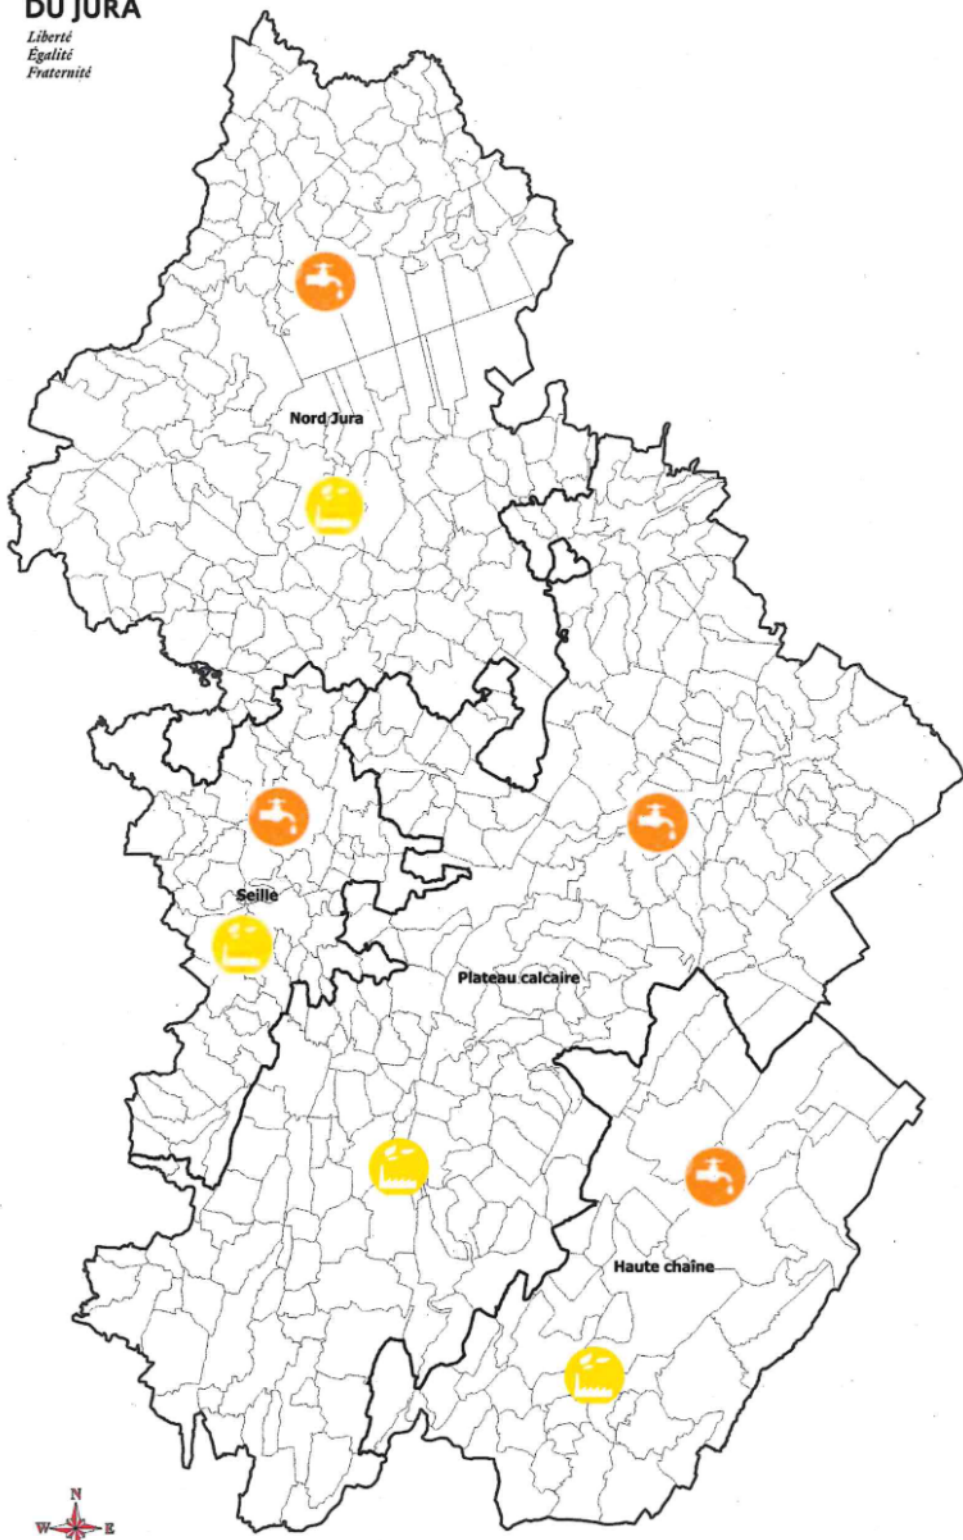 DU JURA
Liberté
Égalité
Fraternité
Nord Jura
Seille
Plateau calcaire
Haute chaîne
N
W E